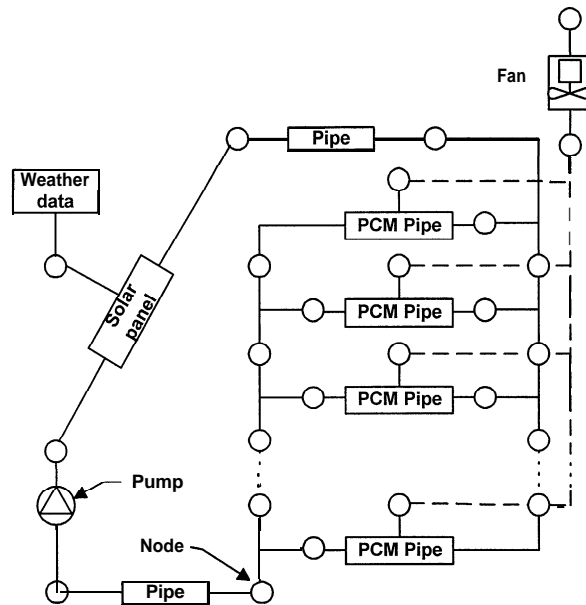 Fan
Pipe
Weather
data
PCM Pipe
Solar
panel
PCM Pipe
PCM Pipe
Pump
Node
PCM Pipe
Pipe